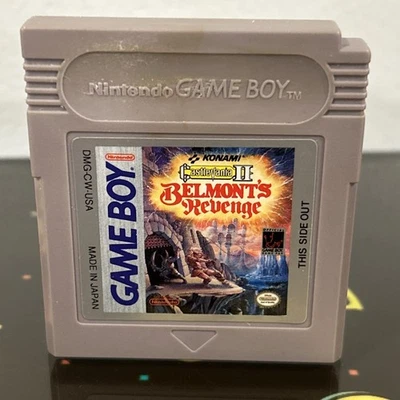 Nintendo GAME BOY TM
DMG-CW-USA
MADE IN JAPAN
Nintendo
GAME BOY
KONAMI
Castlevania II
BELMONT'S
Revenge
THIS SIDE OUT